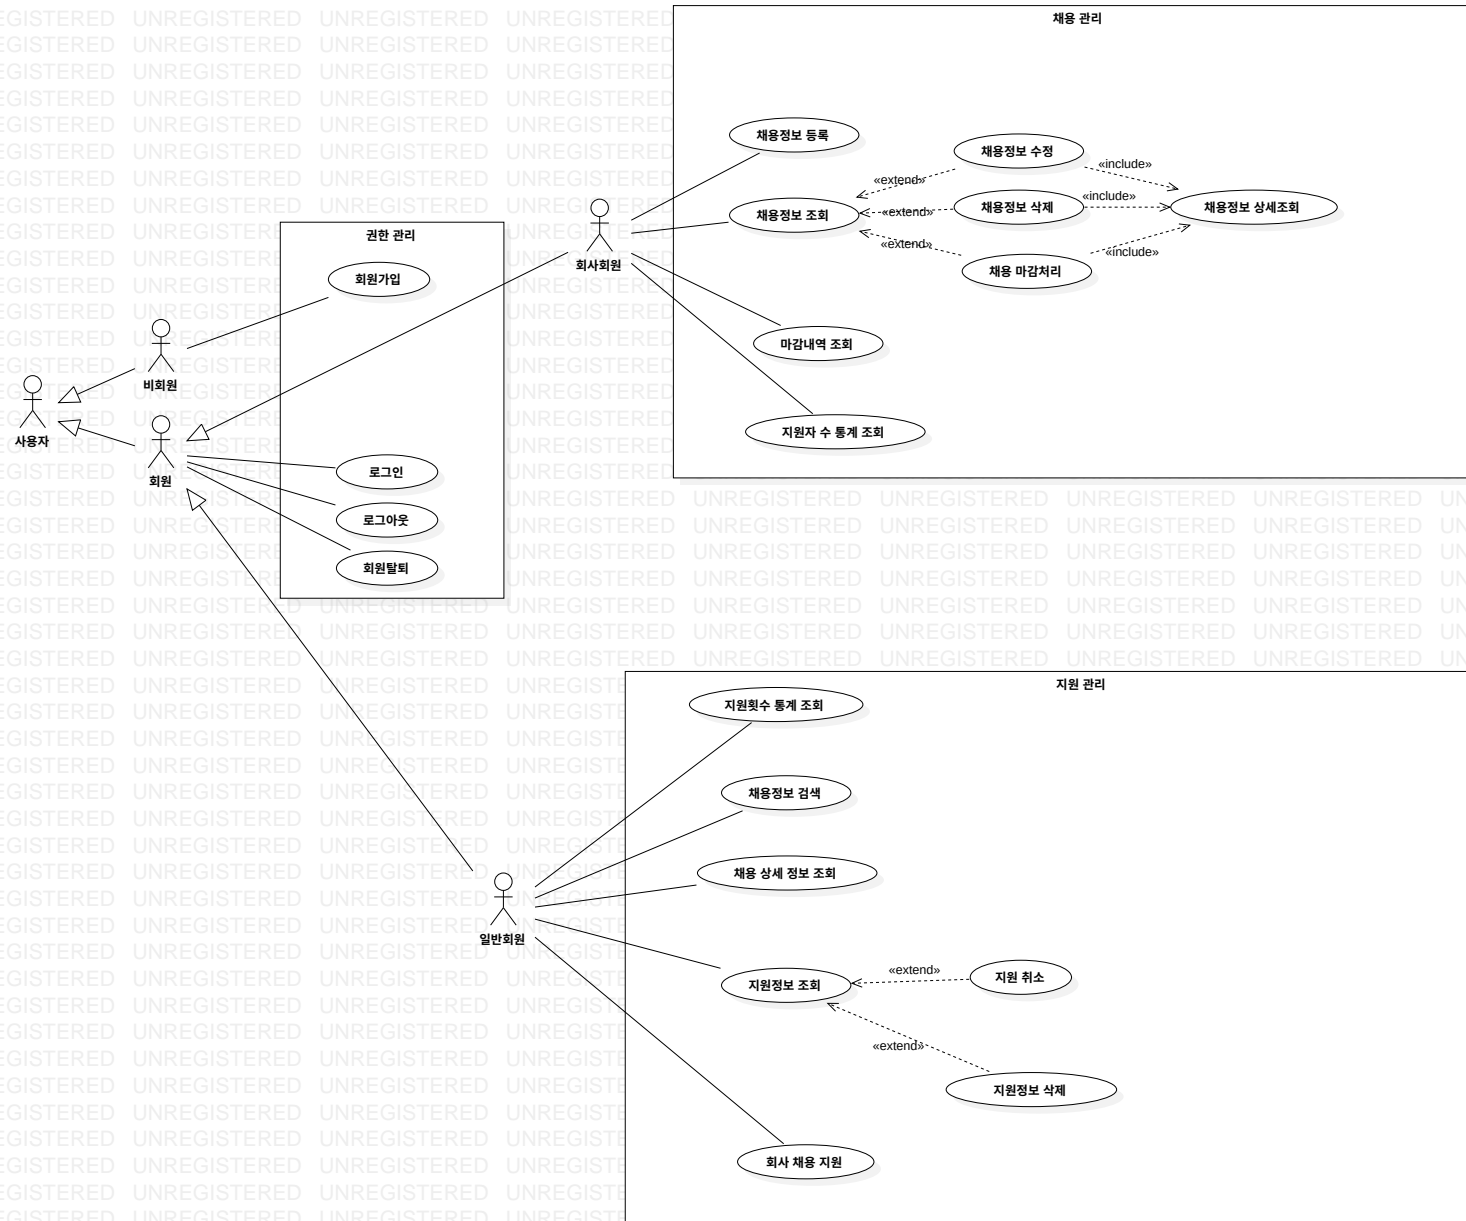 채용 관리
채용정보 등록
채용정보 수정
«include»
«extend»
채용정보 조회
«extend»
채용정보 삭제
«include»
채용정보 상세조회
«extend»
채용 마감처리
«include»
회사회원
마감내역 조회
지원자 수 통계 조회
권한 관리
회원가입
비회원
사용자
회원
로그인
로그아웃
회원탈퇴
지원 관리
지원횟수 통계 조회
채용정보 검색
채용 상세 정보 조회
일반회원
지원정보 조회
«extend»
지원 취소
«extend»
지원정보 삭제
회사 채용 지원
UNREGISTERED